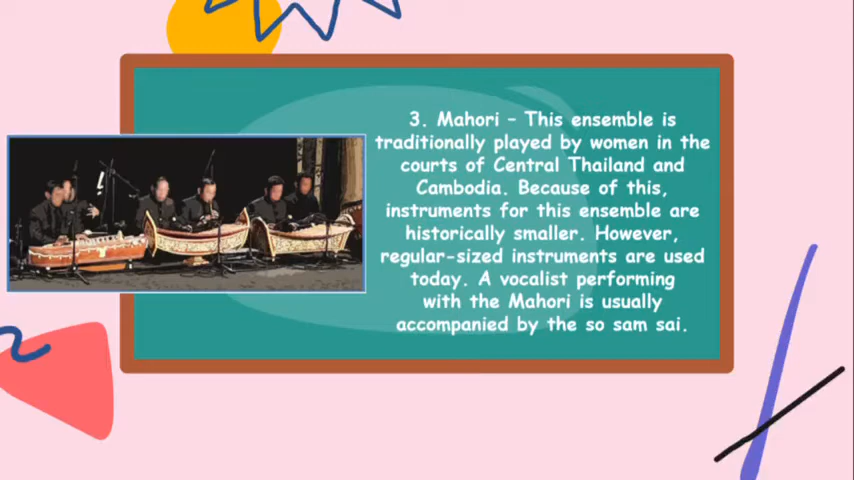 3. Mahori – This ensemble is
traditionally played by women in the
courts of Central Thailand and
Cambodia. Because of this,
instruments for this ensemble are
historically smaller. However,
regular-sized instruments are used
today. A vocalist performing
with the Mahori is usually
accompanied by the so sam sai.